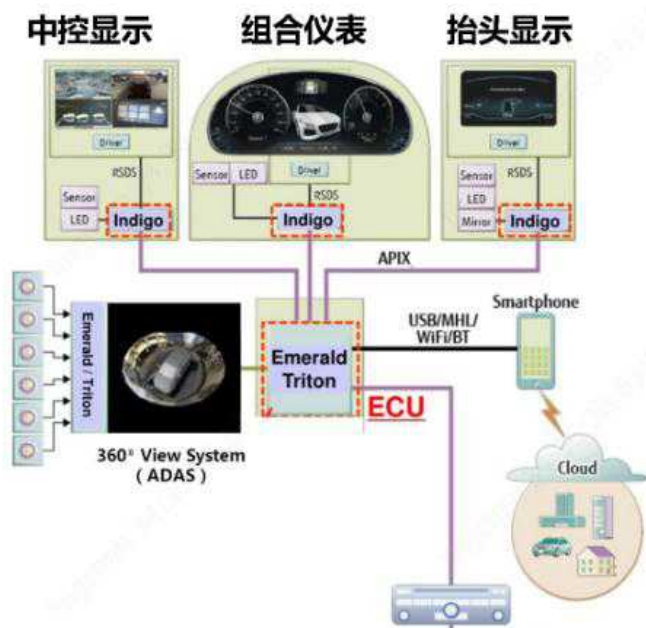 中控显示 组合仪表 抬头显示
Driver
RSDS
Sensor
LED
Indigo
Sensor LED
Driver
RSDS
Indigo
Driver
Sensor
RSDS
LED
Mirror
Indigo
APIX
Emerald / Triton
360° View System
( ADAS )
Emerald
Triton
ECU
USB/MHL/
WiFi/BT
Smartphone
Cloud